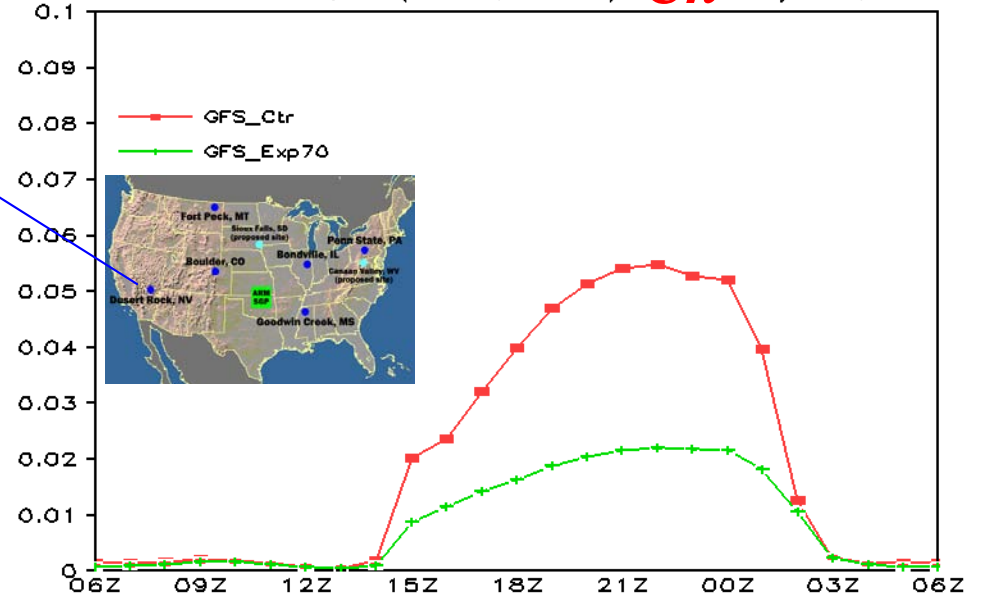 0.1
0.09
0.08
0.07
0.06
0.05
0.04
0.03
0.02
0.01
0
GFS_Ctr
GFS_Exp70
Fort Peck, MT
Sioux Falls, SD
(proposed site)
Penn State, PA
Bondville, IL
Boulder, CO
Canaan Valley, WV
(proposed site)
Desert Rock, NV
ARM
SGP
Goodwin Creek, MS
06Z 09Z 12Z 15Z 18Z 21Z 00Z 03Z 06Z